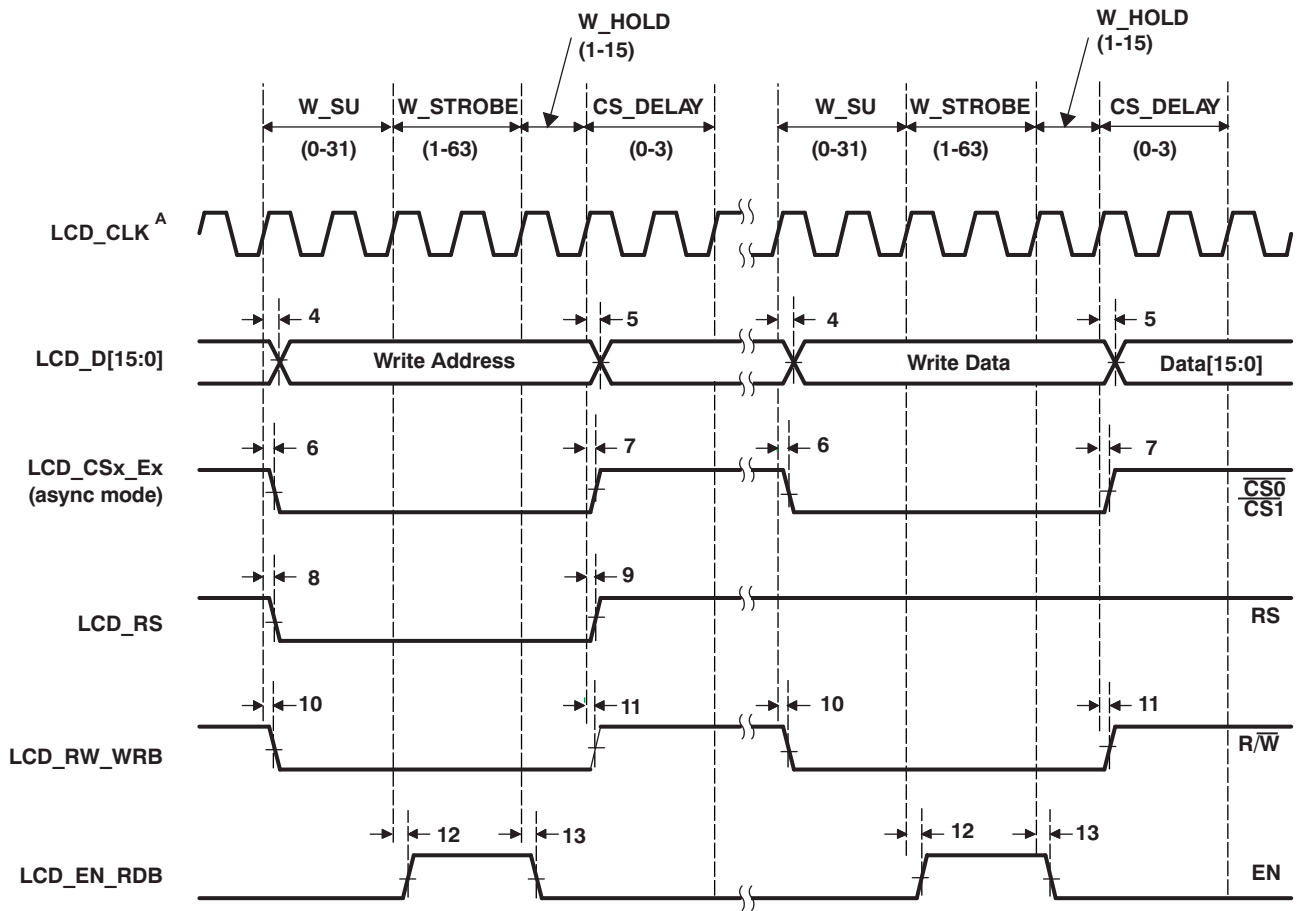 W_HOLD
(1-15)
W_HOLD
(1-15)
W_SU
W_STROBE
CS_DELAY
W_SU
W_STROBE
CS_DELAY
(0-31)
(1-63)
(0-3)
(0-31)
(1-63)
(0-3)
LCD_CLK A
4
5
4
5
LCD_D[15:0]
Write Address
Write Data
Data[15:0]
6
7
6
7
LCD_CSx_Ex
(async mode)
CS0
CS1
8
9
LCD_RS
RS
10
11
10
11
LCD_RW_WRB
R/W
12
13
12
13
LCD_EN_RDB
EN